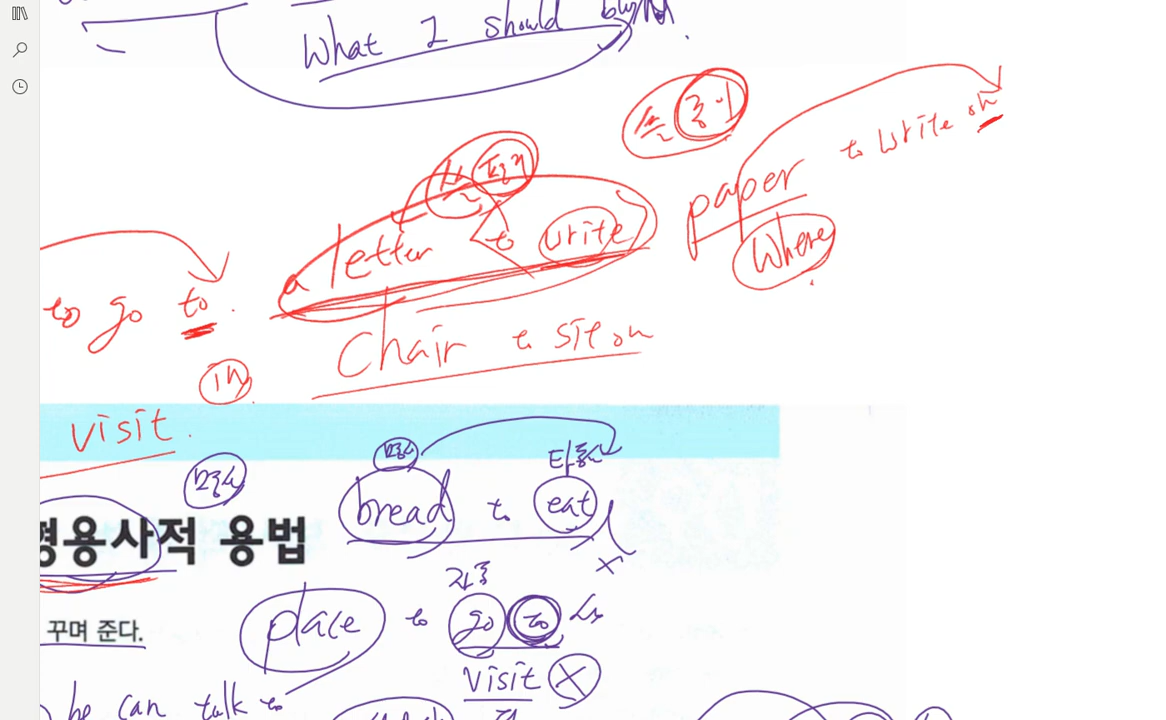 What I should buy
쓸 종이
paper to write on
쓸 편지
a letter to write
Where
to go to.
Chair to sit on
in
visit.
명사
명사
타동사
bread to eat
x
형용사적 용법
자동
place to go to
꾸며 준다.
visit X
he can talk to